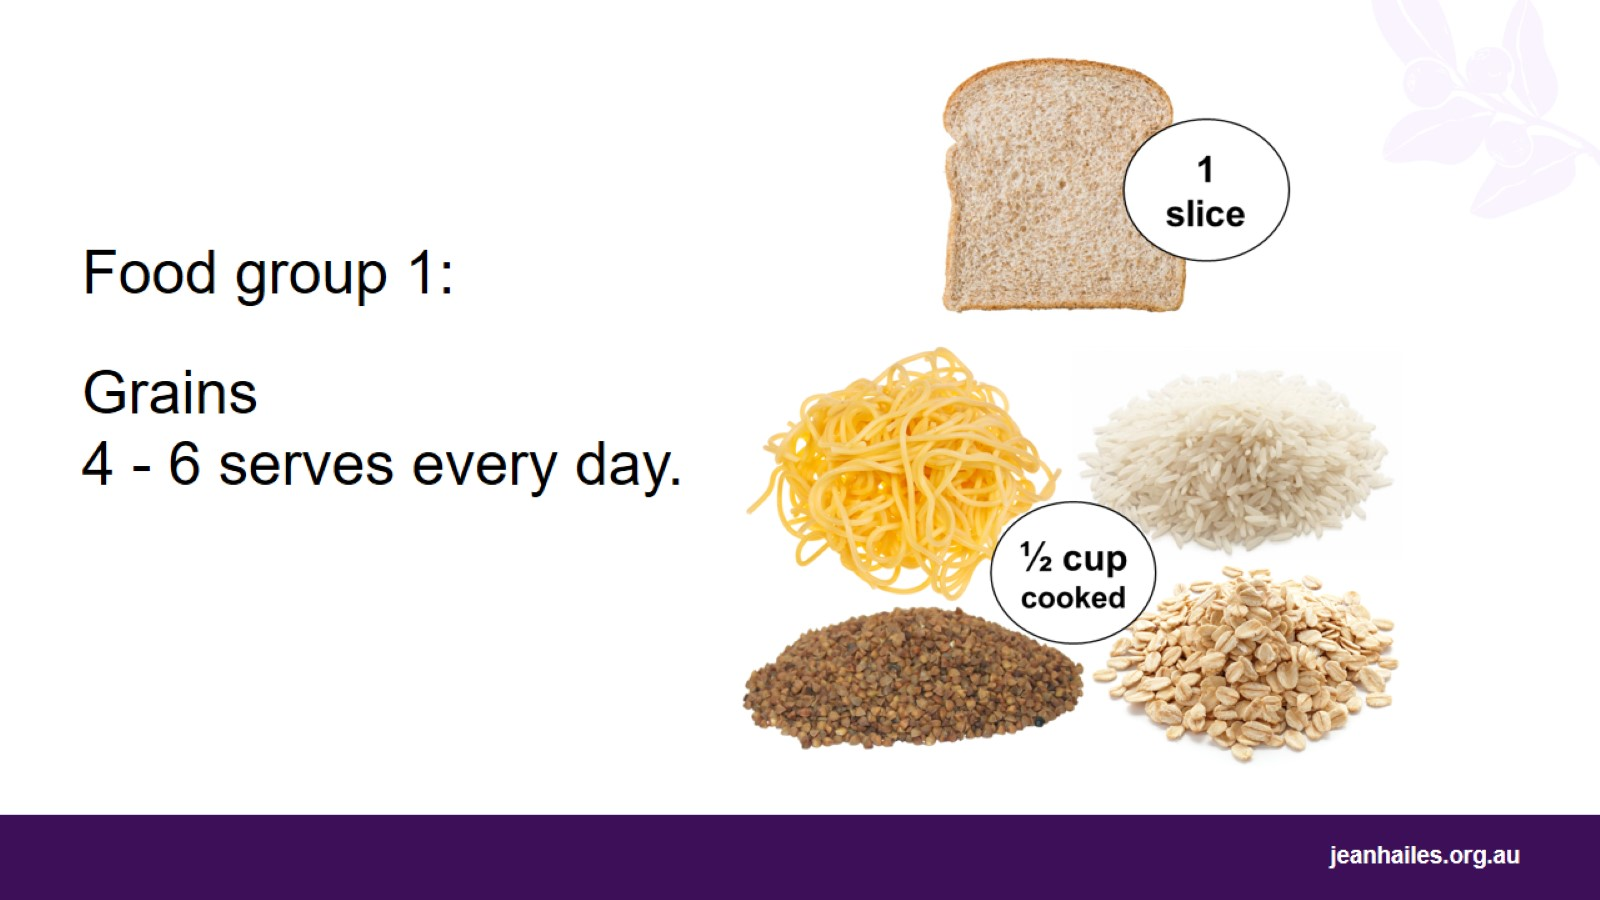 Food group 1:
Grains
4 - 6 serves every day.
1
slice
½ cup
cooked
jeanhailes.org.au